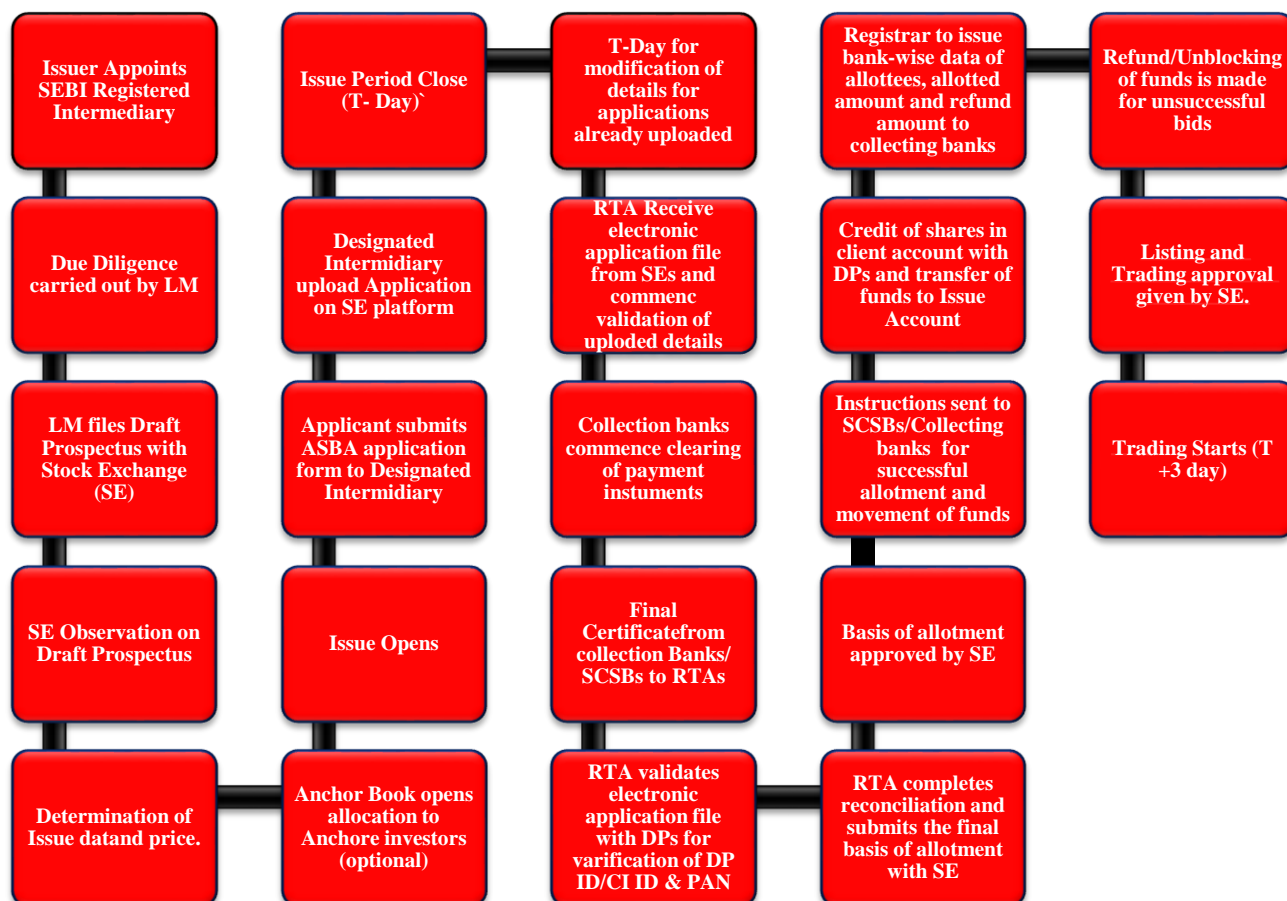 Issuer Appoints
SEBI Registered
Intermediary
Due Diligence
carried out by LM
LM files Draft
Prospectus with
Stock Exchange
(SE)
SE Observation on
Draft Prospectus
Determination of
Issue datand price.
Anchor Book opens
allocation to
Anchore investors
(optional)
Issue Opens
Applicant submits
ASBA application
form to Designated
Intermidiary
Designated
Intermidiary
upload Application
on SE platform
Issue Period Close
(T- Day)`
T-Day for
modification of
details for
applications
already uploaded
RTA Receive
electronic
application file
from SEs and
commenc
validation of
uploded details
Collection banks
commence clearing
of payment
instuments
Final
Certificatefrom
collection Banks/
SCSBs to RTAs
RTA validates
electronic
application file
with DPs for
varification of DP
ID/CI ID & PAN
RTA completes
reconciliation and
submits the final
basis of allotment
with SE
Basis of allotment
approved by SE
Instructions sent to
SCSBs/Collecting
banks for
successful
allotment and
movement of funds
Credit of shares in
client account with
DPs and transfer of
funds to Issue
Account
Registrar to issue
bank-wise data of
allottees, allotted
amount and refund
amount to
collecting banks
Refund/Unblocking
of funds is made
for unsuccessful
bids
Listing and
Trading approval
given by SE.
Trading Starts (T
+3 day)